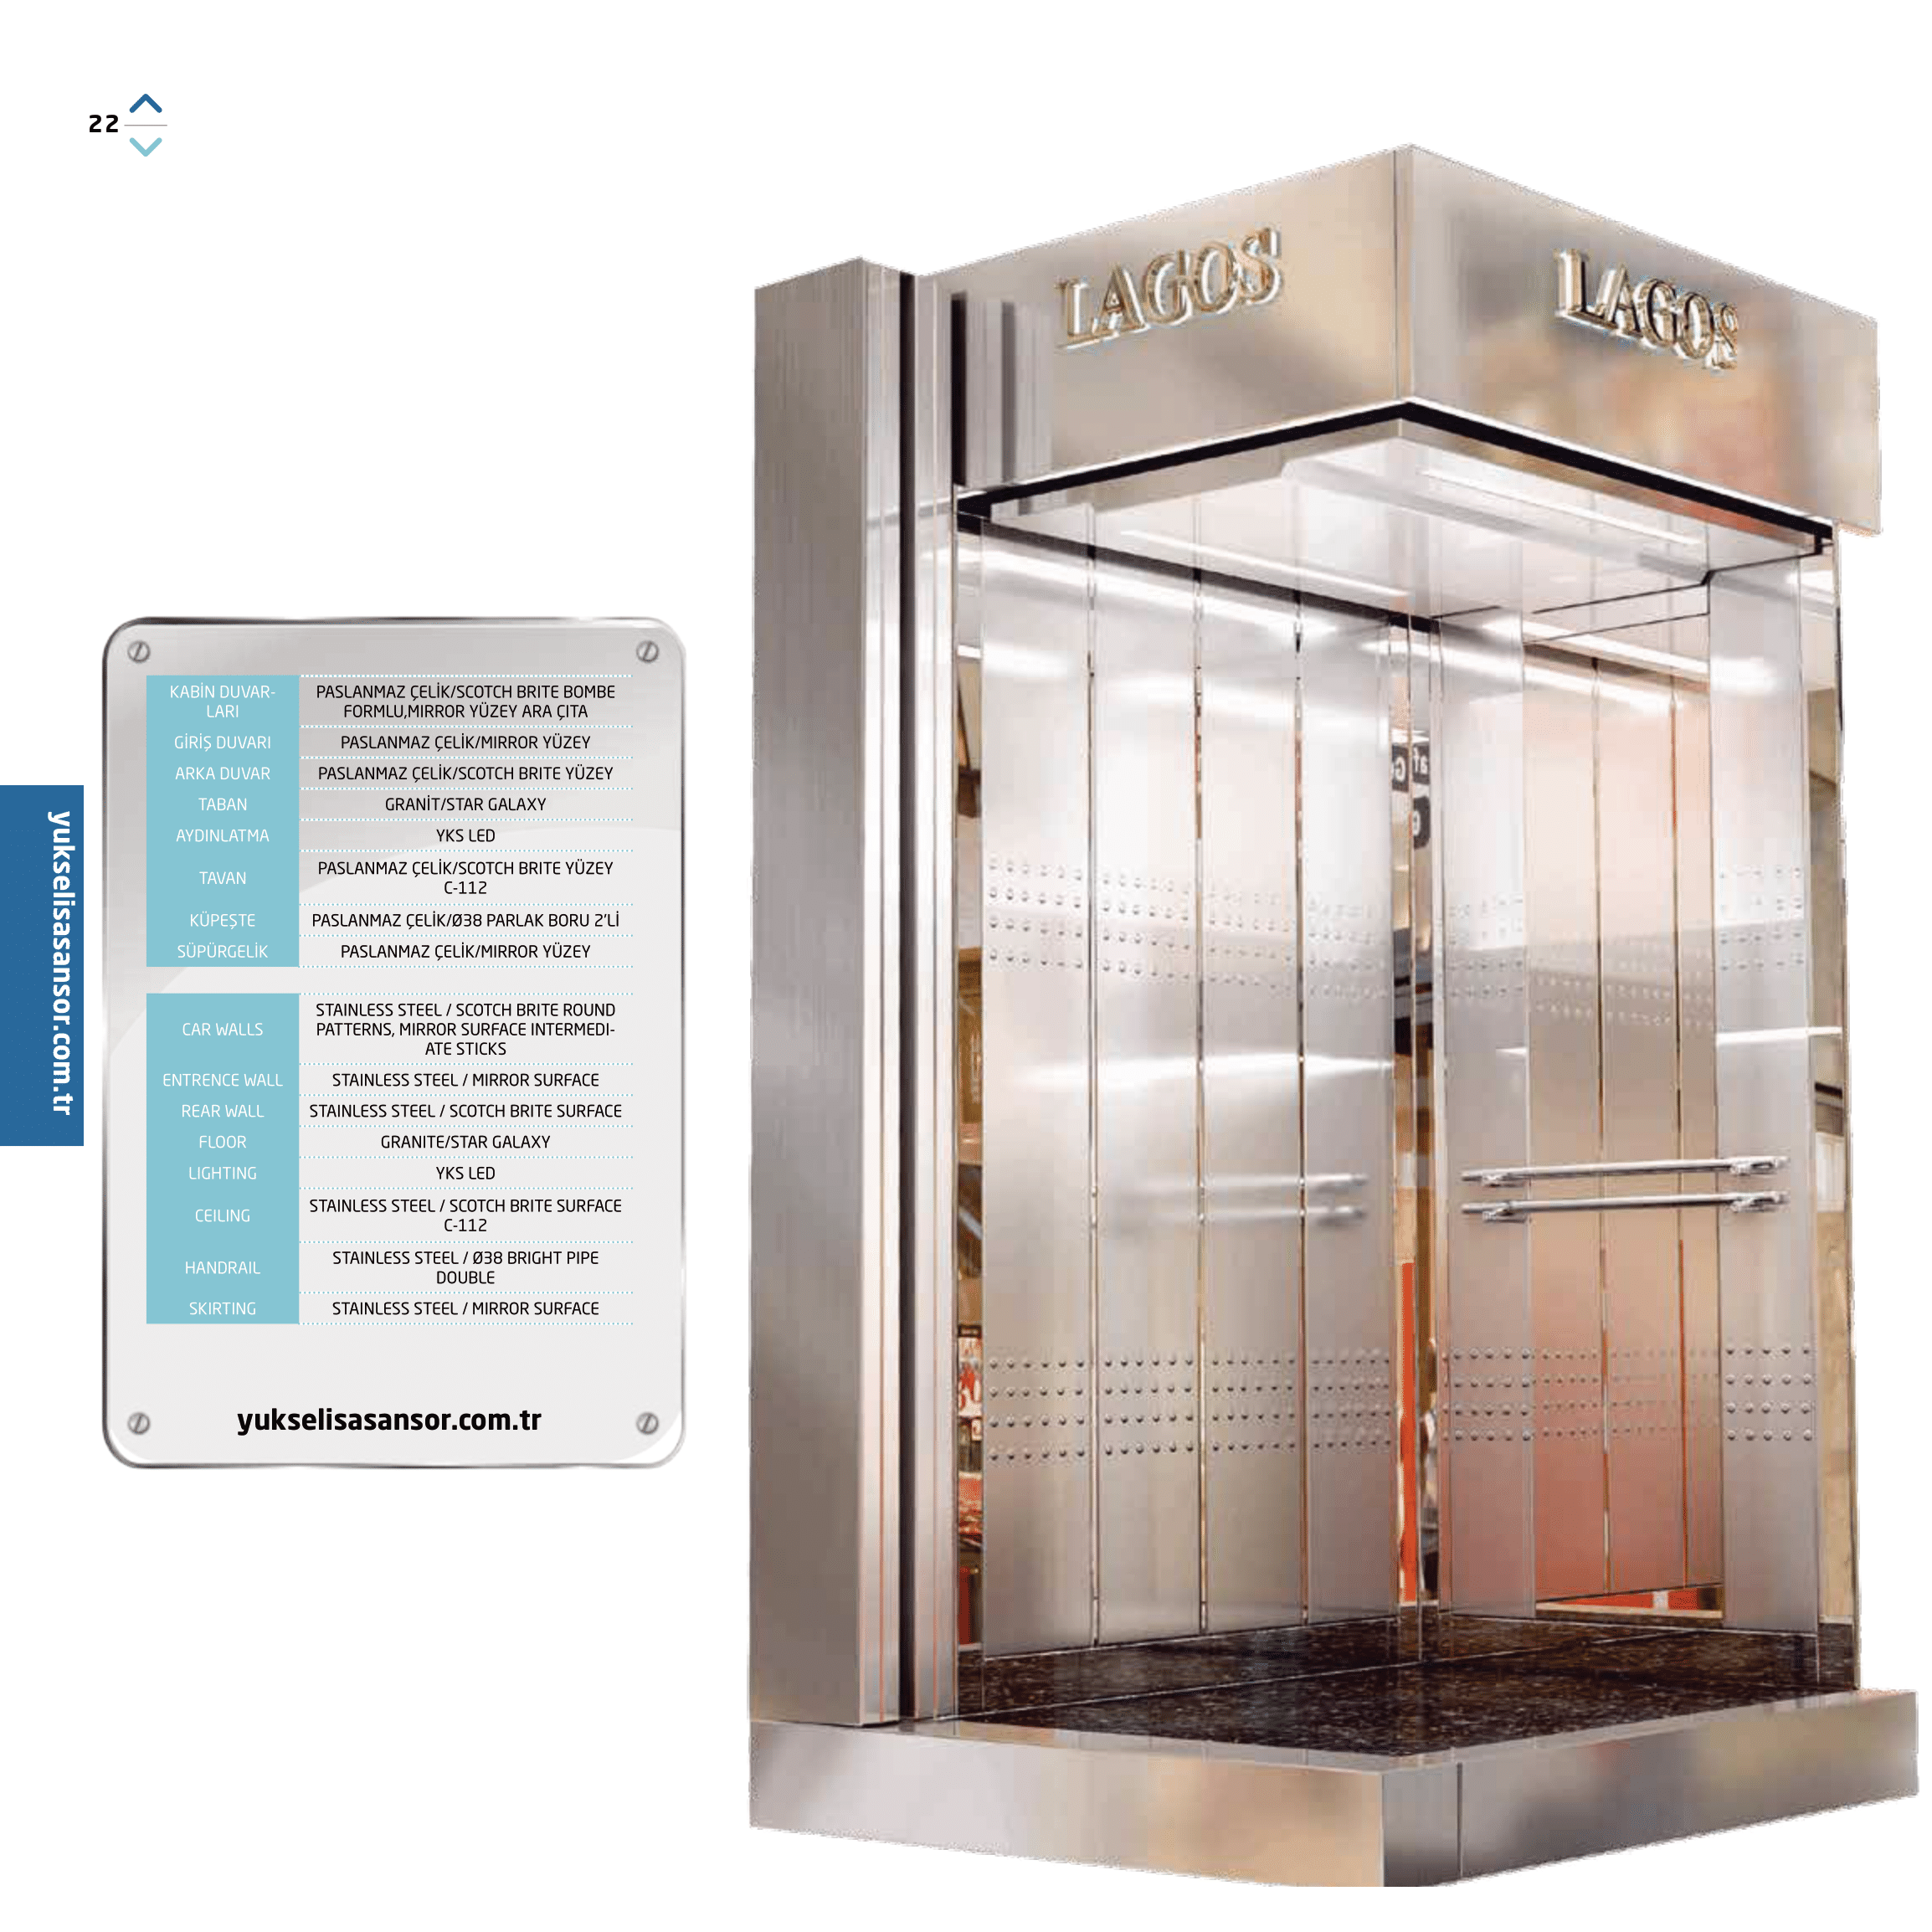 22
LAGOS
LAGOS
KABİN DUVAR-
LARI
PASLANMAZ ÇELİK/SCOTCH BRITE BOMBE
FORMLU,MIRROR YÜZEY ARA ÇITA
GİRİŞ DUVARI
PASLANMAZ ÇELİK/MIRROR YÜZEY
ARKA DUVAR
PASLANMAZ ÇELİK/SCOTCH BRITE YÜZEY
TABAN
GRANİT/STAR GALAXY
AYDINLATMA
YKS LED
TAVAN
PASLANMAZ ÇELİK/SCOTCH BRITE YÜZEY
C-112
KÜPEŞTE
PASLANMAZ ÇELİK/Ø38 PARLAK BORU 2'Lİ
SÜPÜRGELİK
PASLANMAZ ÇELİK/MIRROR YÜZEY
CAR WALLS
STAINLESS STEEL / SCOTCH BRITE ROUND
PATTERNS, MIRROR SURFACE INTERMEDI-
ATE STICKS
ENTRENCE WALL
STAINLESS STEEL / MIRROR SURFACE
REAR WALL
STAINLESS STEEL / SCOTCH BRITE SURFACE
FLOOR
GRANITE/STAR GALAXY
LIGHTING
YKS LED
CEILING
STAINLESS STEEL / SCOTCH BRITE SURFACE
C-112
HANDRAIL
STAINLESS STEEL / Ø38 BRIGHT PIPE
DOUBLE
SKIRTING
STAINLESS STEEL / MIRROR SURFACE
yukselisasansor.com.tr
yukselisasansor.com.tr